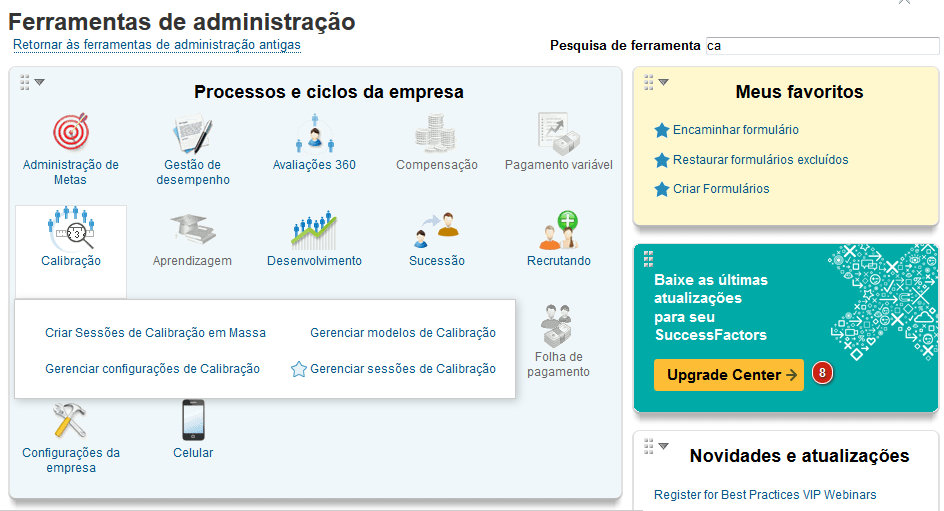 Ferramentas de administração
Retornar às ferramentas de administração antigas
Pesquisa de ferramenta ca
Processos e ciclos da empresa
Administração de
Metas
Gestão de
desempenho
Avaliações 360
Compensação
Pagamento variável
3
Calibração
Aprendizagem
Desenvolvimento
Sucessão
Recrutando
Criar Sessões de Calibração em Massa
Gerenciar modelos de Calibração
Gerenciar configurações de Calibração
Gerenciar sessões de Calibração
Folha de
pagamento
Configurações da
empresa
Celular
Meus favoritos
Encaminhar formulário
Restaurar formulários excluídos
Criar Formulários
Baixe as últimas
atualizações
para seu
SuccessFactors
Upgrade Center
8
Novidades e atualizações
Register for Best Practices VIP Webinars